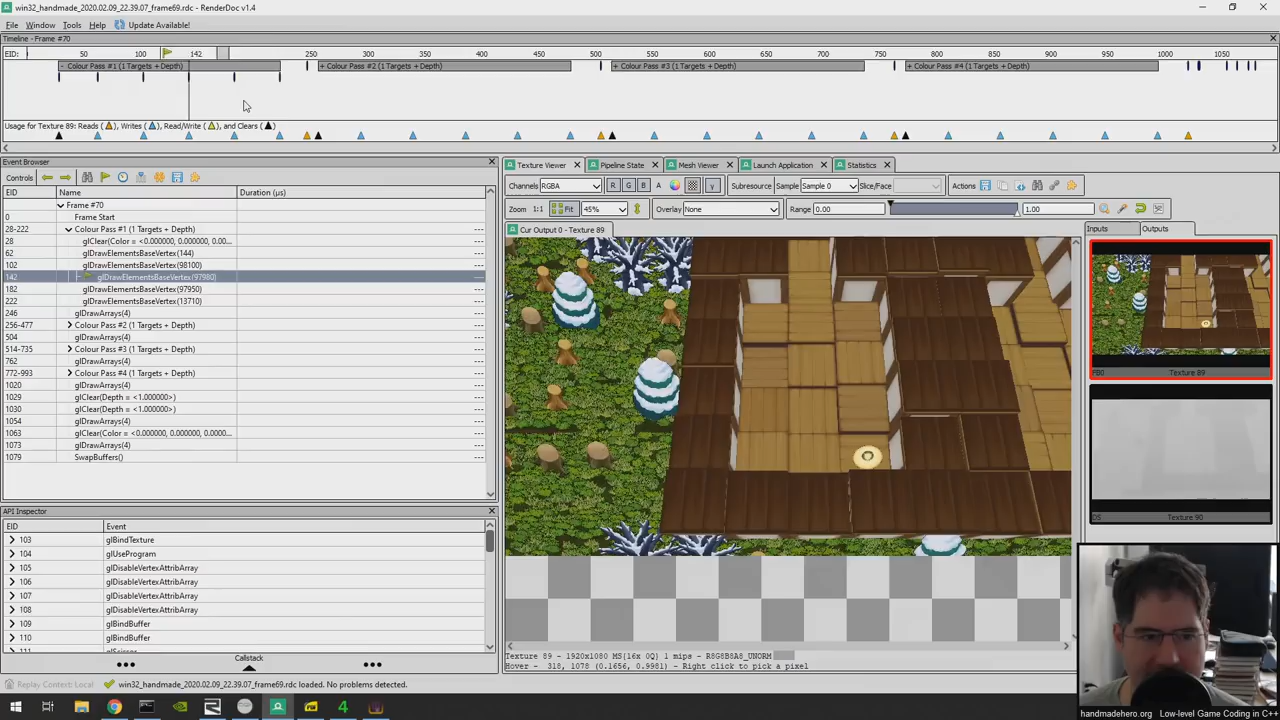 win32_handmade_2020.02.09_22.39.07_frame69.rdc - RenderDoc v1.4
File Window Tools Help Update Available!
Timeline - Frame #70
EID: 50 100 142 250 300 350 400 450 500 550 600 650 700 750 800 850 900 950 1000 1050
- Colour Pass #1 (1 Targets + Depth) + Colour Pass #2 (1 Targets + Depth) + Colour Pass #3 (1 Targets + Depth) + Colour Pass #4 (1 Targets + Depth)
Usage for Texture 89: Reads ( ), Writes ( ), Read/Write ( ), and Clears ( )
Event Browser
Controls
EID Name Duration (µs)
Frame #70
0 Frame Start
28-222 Colour Pass #1 (1 Targets + Depth)
28 glClear(Color = <0.000000, 0.000000, 0.00...
62 glDrawElementsBaseVertex(144)
102 glDrawElementsBaseVertex(98100)
142 glDrawElementsBaseVertex(97980)
182 glDrawElementsBaseVertex(97950)
222 glDrawElementsBaseVertex(13710)
246 glDrawArrays(4)
256-477 Colour Pass #2 (1 Targets + Depth)
504 glDrawArrays(4)
514-735 Colour Pass #3 (1 Targets + Depth)
762 glDrawArrays(4)
772-993 Colour Pass #4 (1 Targets + Depth)
1020 glDrawArrays(4)
1029 glClear(Depth = <1.000000>)
1030 glClear(Depth = <1.000000>)
1054 glDrawArrays(4)
1063 glClear(Color = <0.000000, 0.000000, 0.0000...
1073 glDrawArrays(4)
1079 SwapBuffers()
API Inspector
EID Event
103 glBindTexture
104 glUseProgram
105 glDisableVertexAttribArray
106 glDisableVertexAttribArray
107 glDisableVertexAttribArray
108 glDisableVertexAttribArray
109 glBindBuffer
110 glBindBuffer
111 glScissor
Callstack
Texture Viewer Pipeline State Mesh Viewer Launch Application Statistics
Channels RGBA R G B A γ Subresource Sample Sample 0 Slice/Face Actions
Zoom 1:1 Fit 45% Overlay None Range 0.00 1.00
Cur Output 0 - Texture 89
Inputs Outputs
FB0 Texture 89
DS Texture 90
Texture 89 - 1920x1080 MS{16x 0Q} 1 mips - R8G8B8A8_UNORM
Hover - 318, 1078 (0.1656, 0.9981) - Right click to pick a pixel
Replay Context: Local win32_handmade_2020.02.09_22.39.07_frame69.rdc loaded. No problems detected.
handmadehero.org Low-level Game Coding in C++